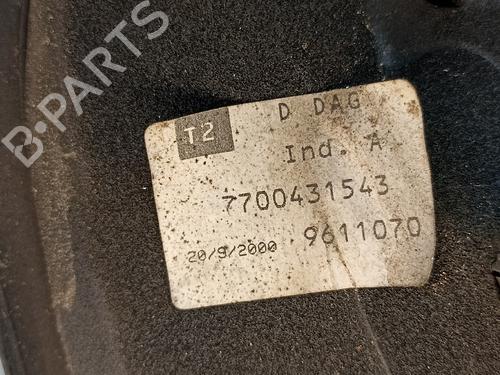 B-PARTS
T2
D DAG
Ind. A
7700431543
20/9/2000
9611070